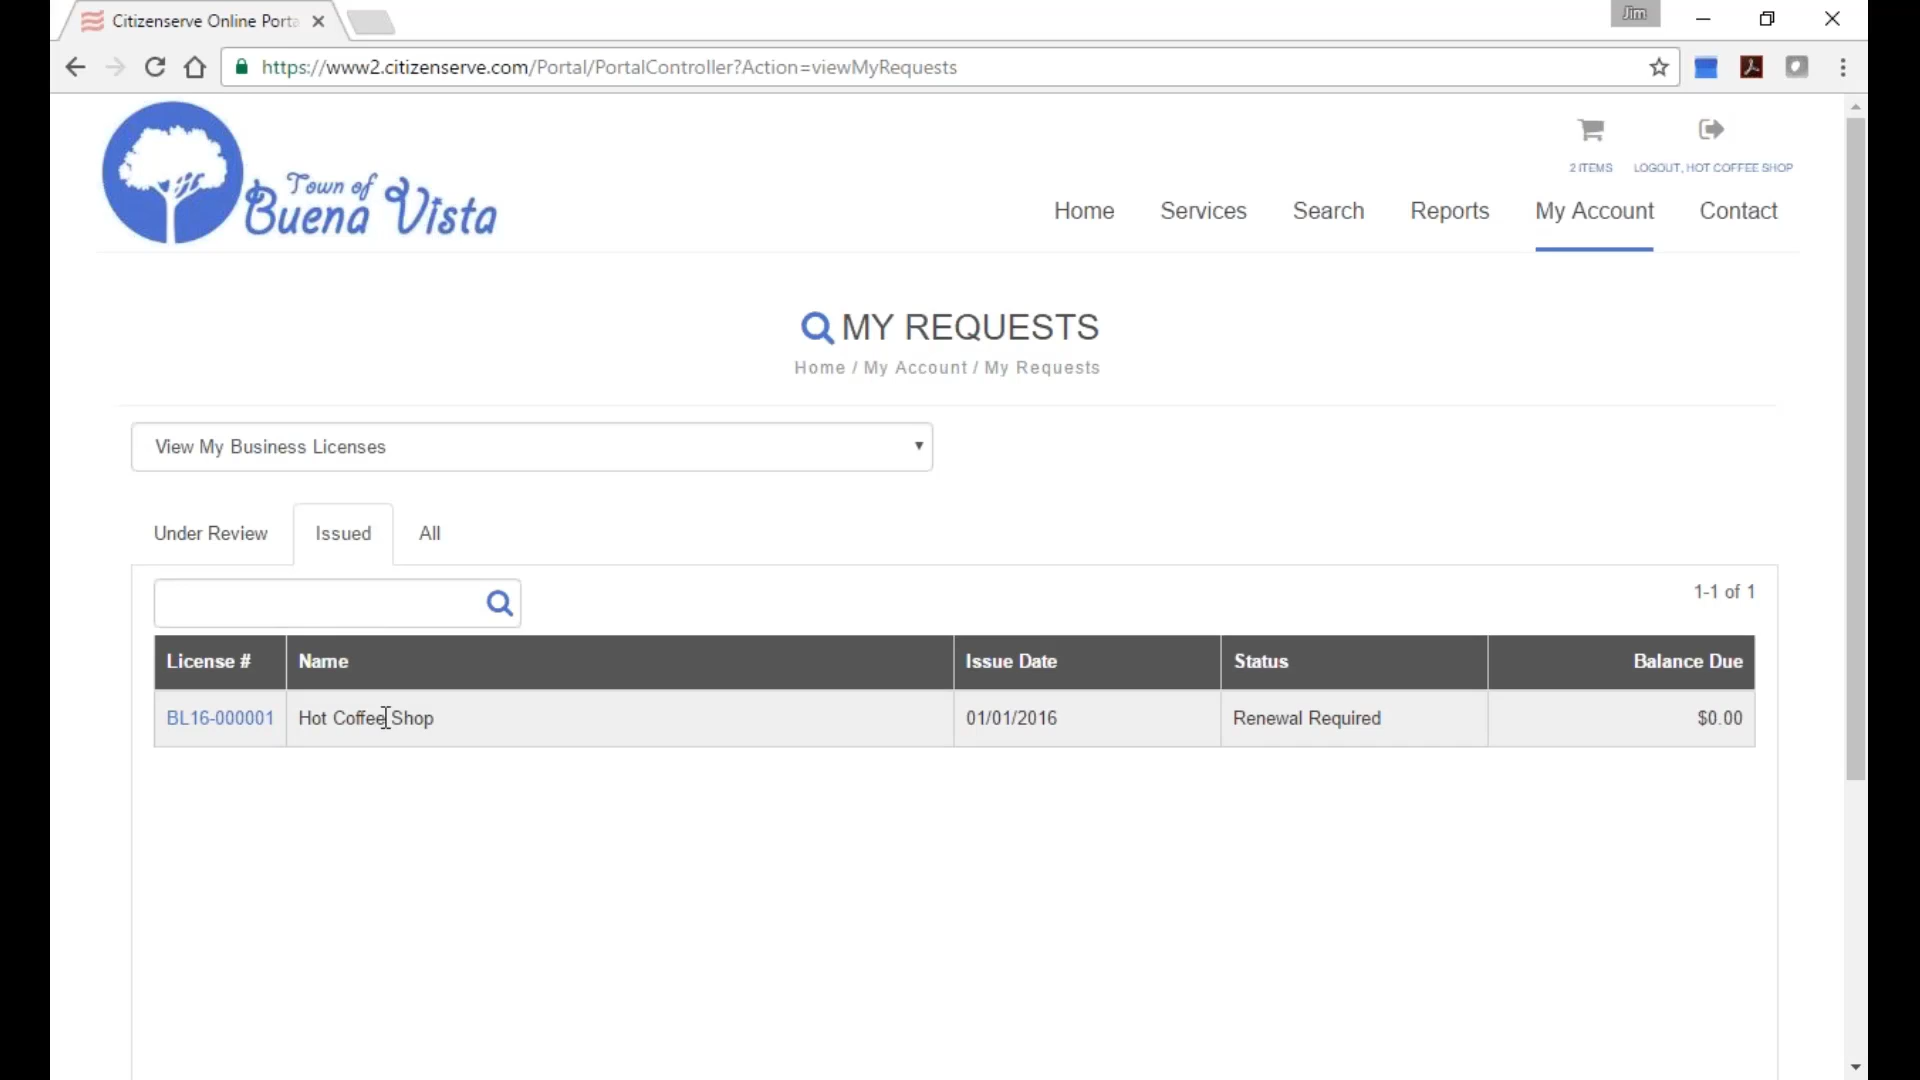 Citizenserve Online Porta
Jim
https://www2.citizenserve.com/Portal/PortalController?Action=viewMyRequests
Town of
Buena Vista
2 ITEMS
LOGOUT, HOT COFFEE SHOP
Home Services Search Reports My Account Contact
MY REQUESTS
Home / My Account / My Requests
View My Business Licenses
Under Review Issued All
1-1 of 1
License # Name Issue Date Status Balance Due
BL16-000001 Hot Coffee Shop 01/01/2016 Renewal Required $0.00